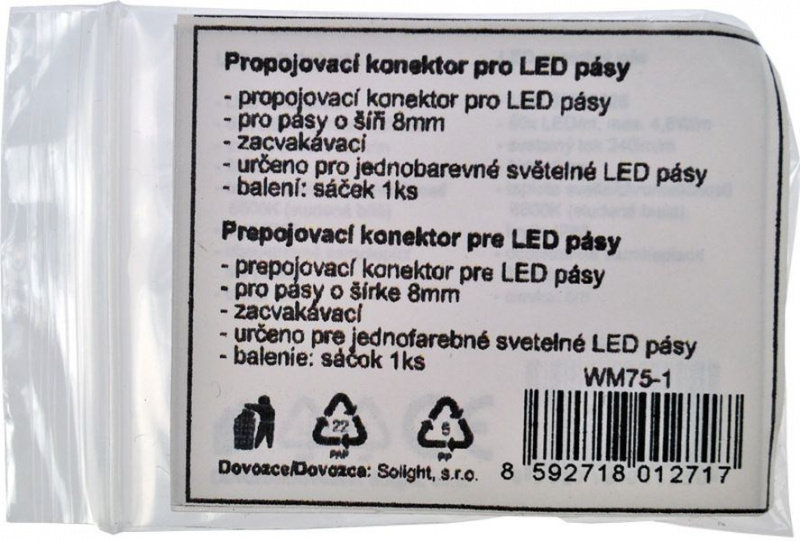 Propojovací konektor pro LED pásy
- propojovací konektor pro LED pásy
- pro pásy o šíň 8mm
- zacvakávací
- určeno pro jednobarevné světelné LED pásy
- balení: sáček 1ks
Prepojovací konektor pre LED pásy
- prepojovací konektor pre LED pásy
- pro pásy o šírke 8mm
- zacvakávací
- určeno pre jednofarebné svetelné LED pásy
- balenie: sáčok 1ks
WM75-1
22
PAP
5
PP
Dovozce/Dovozca: Solight, s.r.o.
8 592718 012717